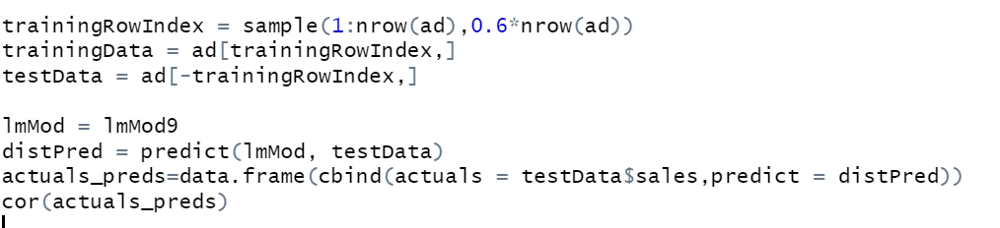 trainingRowIndex = sample(1:nrow(ad),0.6*nrow(ad))
trainingData = ad[trainingRowIndex,]
testData = ad[-trainingRowIndex,]
lmMod = lmMod9
distPred = predict(lmMod, testData)
actuals_preds=data.frame(cbind(actuals = testData$sales,predict = distPred))
cor(actuals_preds)